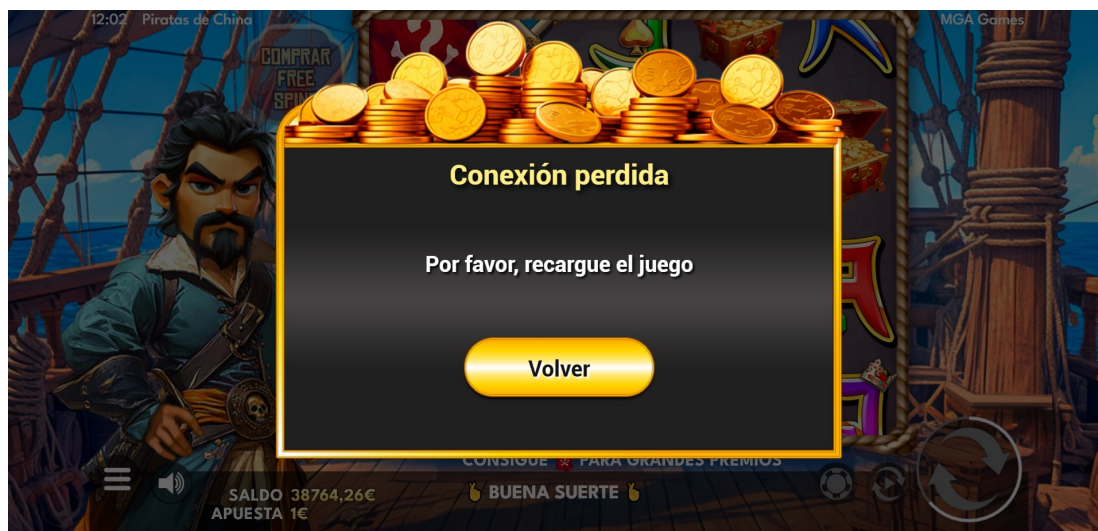 12:02 Piratas de China
MGA Games
COMPRAR
FREE
SPINS
Conexión perdida
Por favor, recargue el juego
Volver
CONSIGUE PARA GRANDES PREMIOS
SALDO 38764,26€
BUENA SUERTE
APUESTA 1€